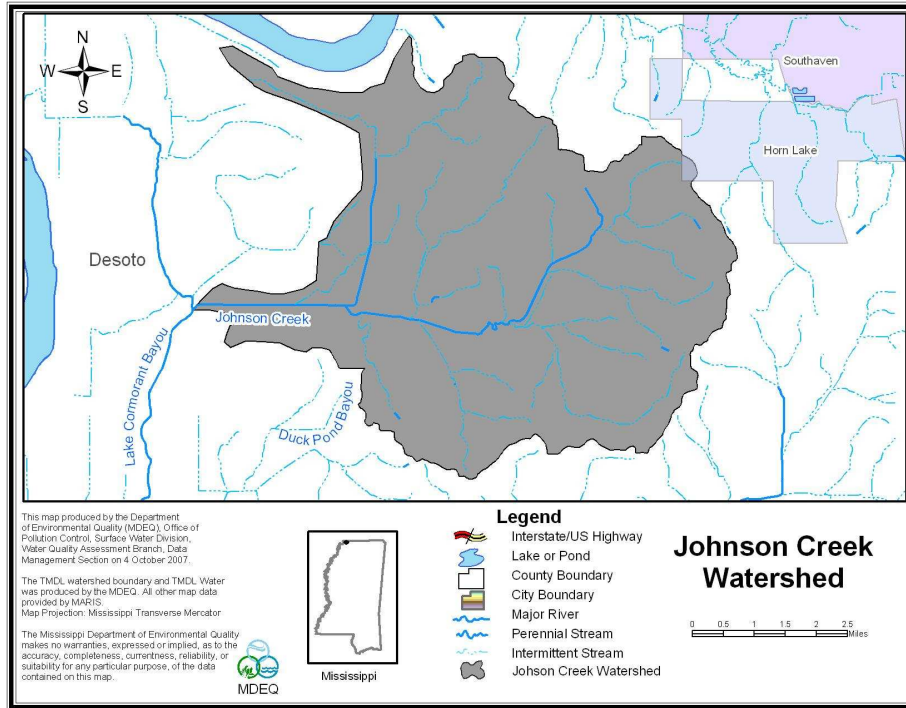 N
W E
S
Southaven
Horn Lake
Desoto
Johnson Creek
Lake Cormorant Bayou
Duck Pond Bayou
This map produced by the Department
of Environmental Quality (MDEQ), Office of
Pollution Control, Surface Water Division,
Water Quality Assessment Branch, Data
Management Section on 4 October 2007.
The TMDL watershed boundary and TMDL Water
was produced by the MDEQ. All other map data
provided by MARIS.
Map Projection: Mississippi Transverse Mercator
The Mississippi Department of Environmental Quality
makes no warranties, expressed or implied, as to the
accuracy, completeness, currentness, reliability, or
suitability for any particular purpose, of the data
contained on this map.
MDEQ
Mississippi
Legend
Interstate/US Highway
Lake or Pond
County Boundary
City Boundary
Major River
Perennial Stream
Intermittent Stream
Johson Creek Watershed
Johnson Creek
Watershed
0 0.5 1 1.5 2 2.5
Miles